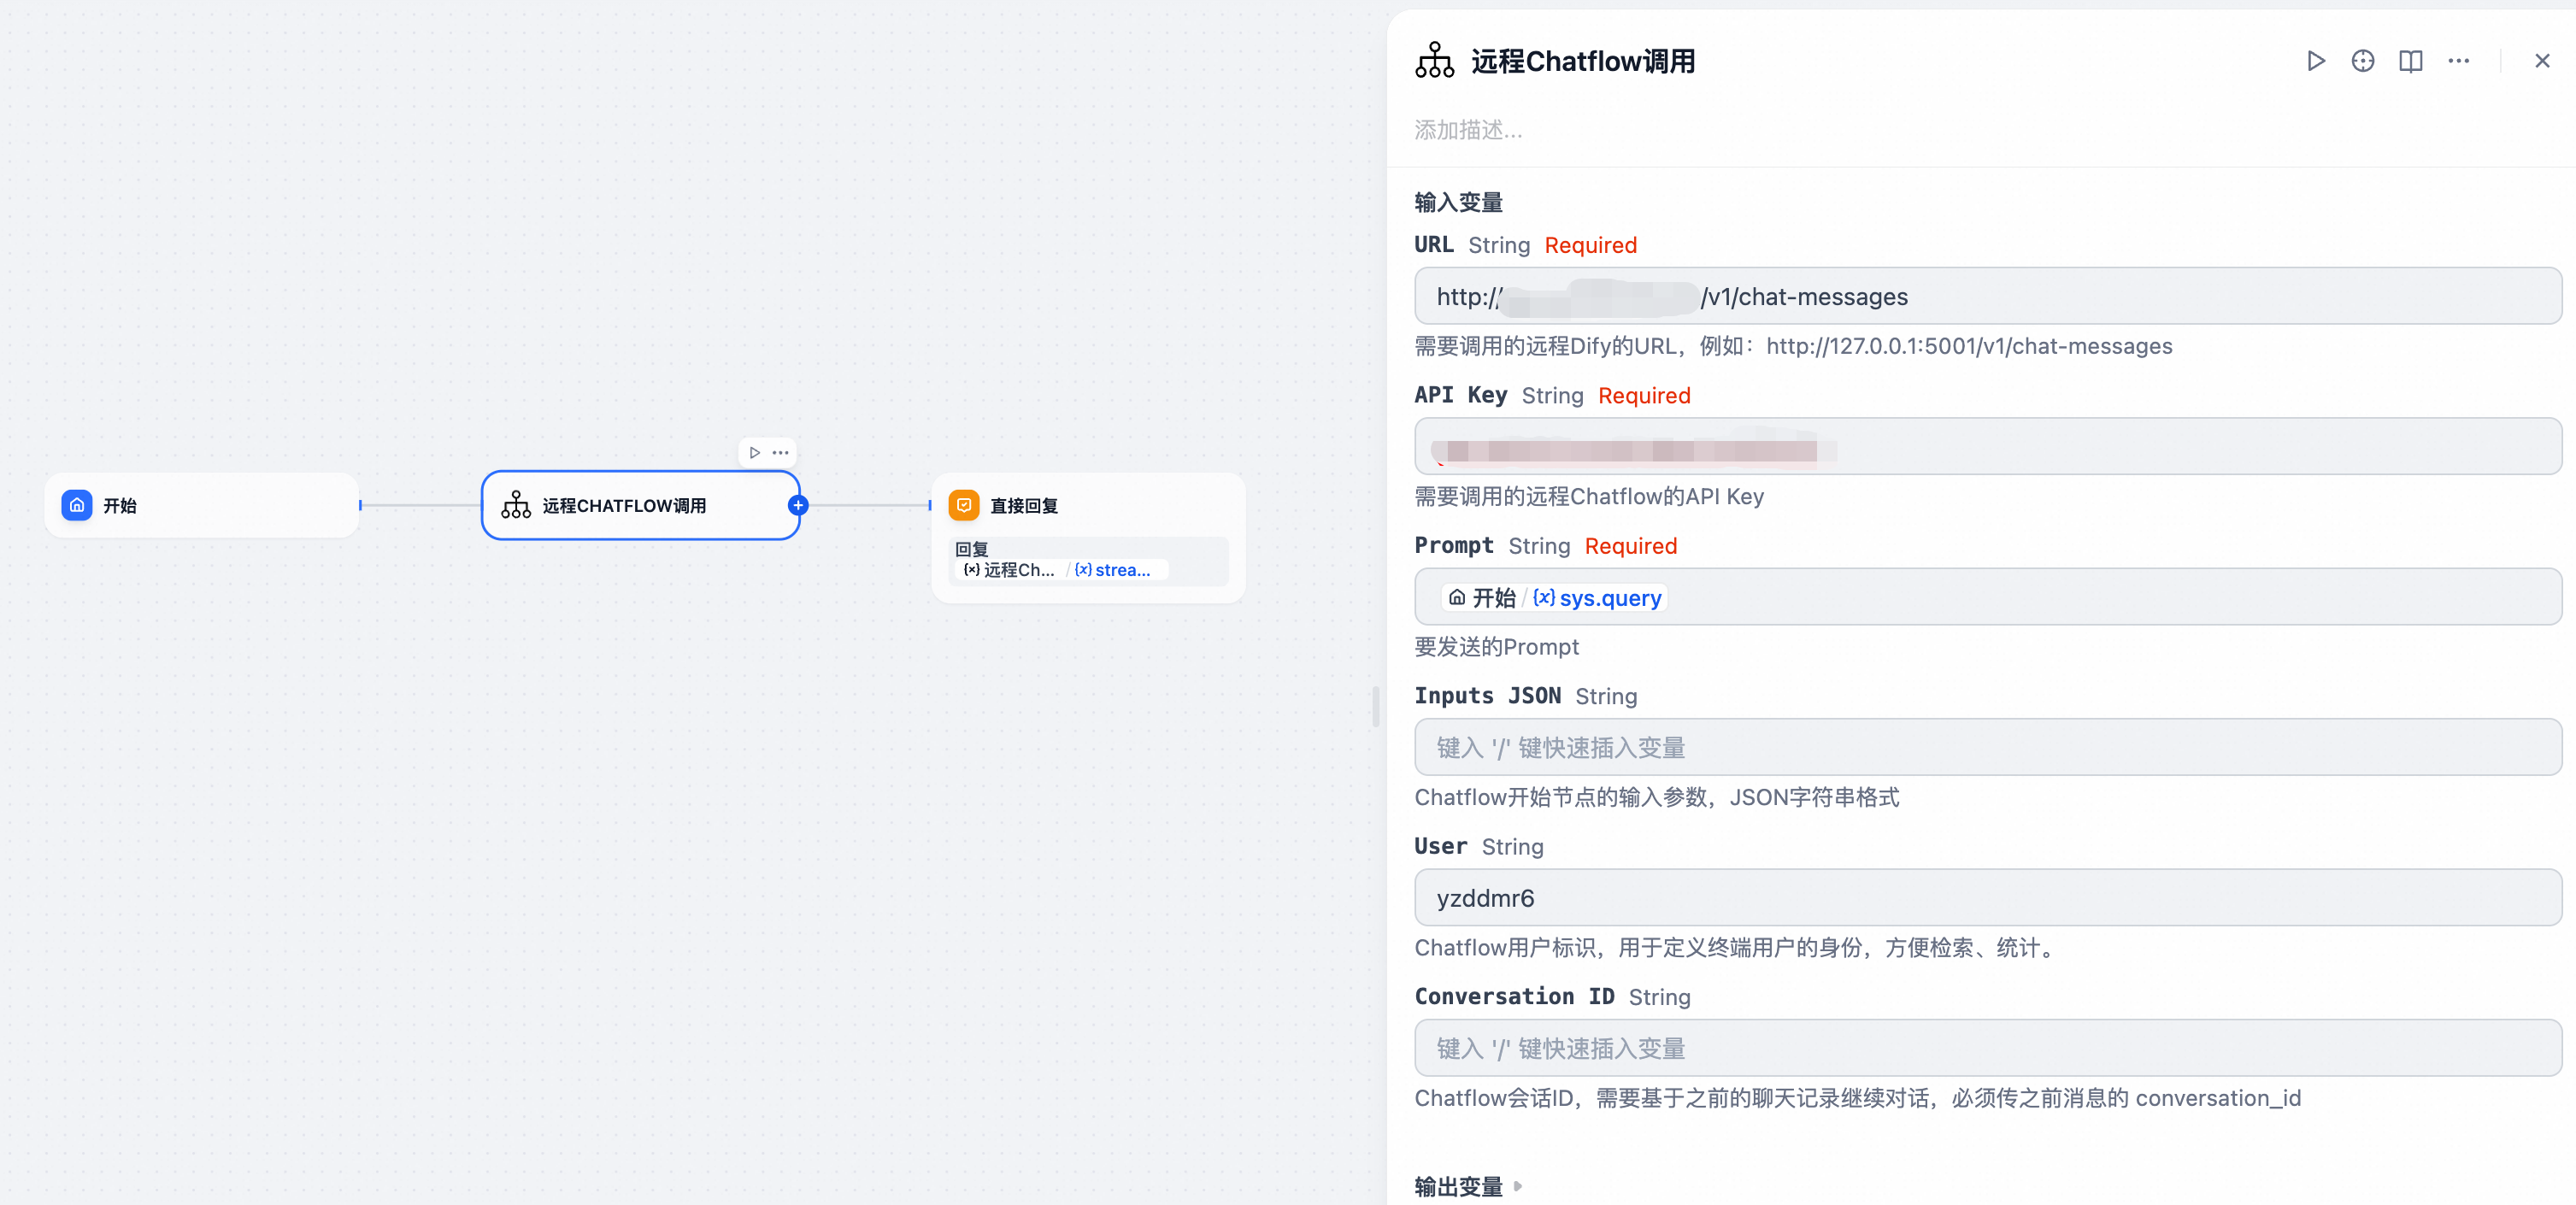 开始
远程CHATFLOW调用
直接回复
回复
{x} 远程Ch... / {x} strea...
远程Chatflow调用
添加描述...
输入变量
URL String Required
http:// /v1/chat-messages
需要调用的远程Dify的URL，例如：http://127.0.0.1:5001/v1/chat-messages
API Key String Required
需要调用的远程Chatflow的API Key
Prompt String Required
开始 / {x} sys.query
要发送的Prompt
Inputs JSON String
键入 '/' 键快速插入变量
Chatflow开始节点的输入参数，JSON字符串格式
User String
yzddmr6
Chatflow用户标识，用于定义终端用户的身份，方便检索、统计。
Conversation ID String
键入 '/' 键快速插入变量
Chatflow会话ID，需要基于之前的聊天记录继续对话，必须传之前消息的 conversation_id
输出变量